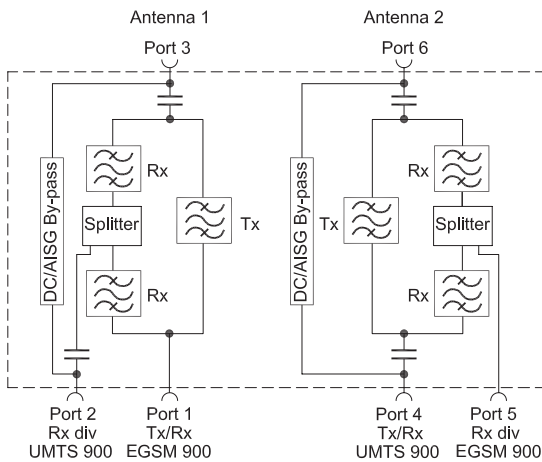 Antenna 1
Antenna 2
Port 3
Port 6
DC/AISG By-pass
Rx
Splitter
Tx
Rx
DC/AISG By-pass
Tx
Rx
Splitter
Rx
Port 2
Rx div
UMTS 900
Port 1
Tx/Rx
EGSM 900
Port 4
Tx/Rx
UMTS 900
Port 5
Rx div
EGSM 900